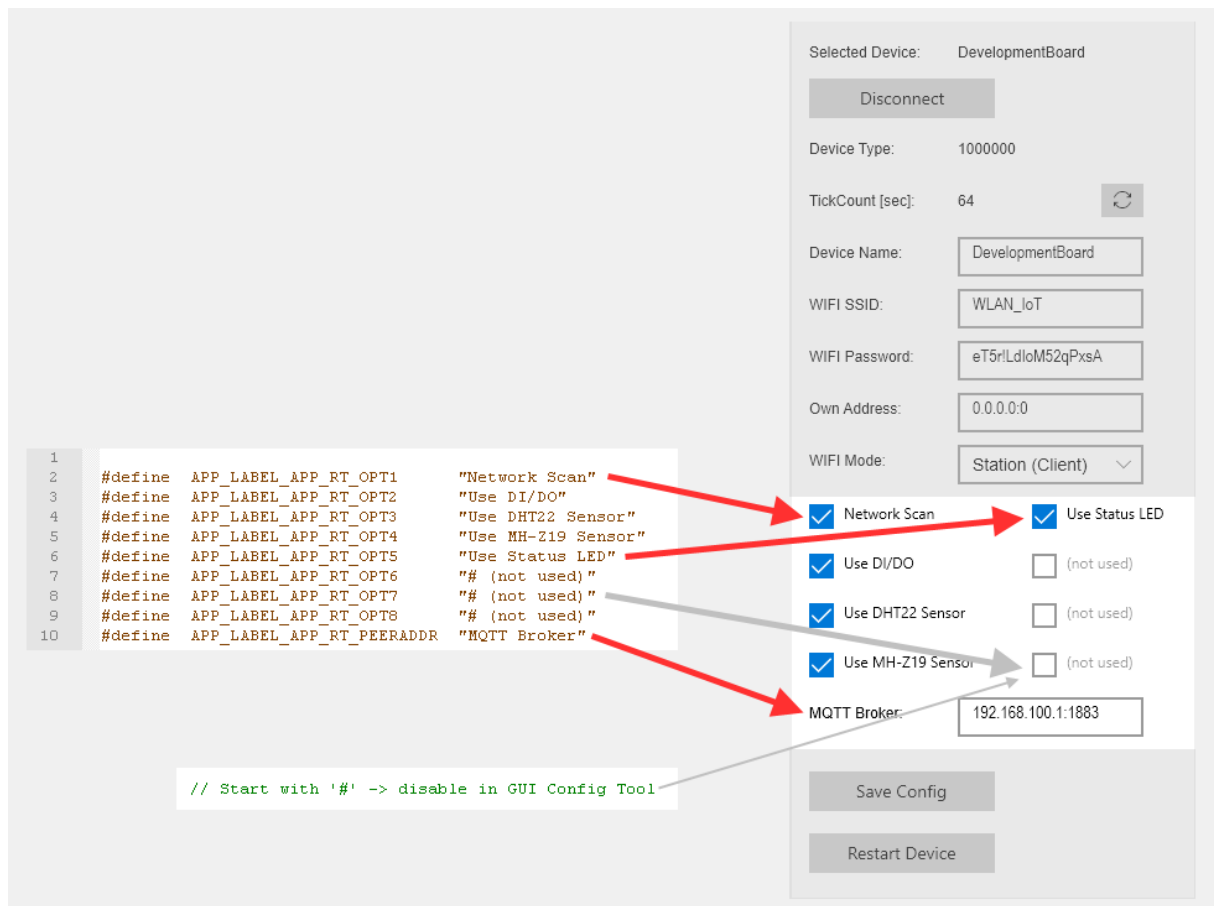 Selected Device: DevelopmentBoard
Disconnect
Device Type: 1000000
TickCount [sec]: 64
Device Name: DevelopmentBoard
WIFI SSID: WLAN_IoT
WIFI Password: eT5r!LdIoM52qPxsA
Own Address: 0.0.0.0:0
WIFI Mode: Station (Client)
1
2 #define APP_LABEL_APP_RT_OPT1 "Network Scan"
3 #define APP_LABEL_APP_RT_OPT2 "Use DI/DO"
4 #define APP_LABEL_APP_RT_OPT3 "Use DHT22 Sensor"
5 #define APP_LABEL_APP_RT_OPT4 "Use MH-Z19 Sensor"
6 #define APP_LABEL_APP_RT_OPT5 "Use Status LED"
7 #define APP_LABEL_APP_RT_OPT6 "# (not used)"
8 #define APP_LABEL_APP_RT_OPT7 "# (not used)"
9 #define APP_LABEL_APP_RT_OPT8 "# (not used)"
10 #define APP_LABEL_APP_RT_PEERADDR "MQTT Broker"
Network Scan Use Status LED
Use DI/DO (not used)
Use DHT22 Sensor (not used)
Use MH-Z19 Sensor (not used)
MQTT Broker: 192.168.100.1:1883
// Start with '#' -> disable in GUI Config Tool
Save Config
Restart Device